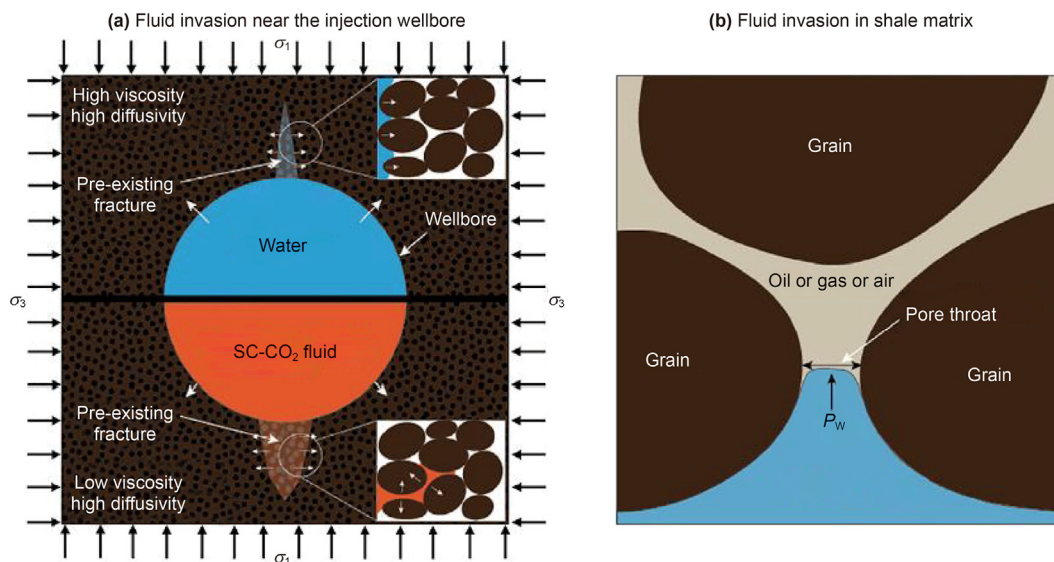 (a) Fluid invasion near the injection wellbore
σ1
High viscosity
high diffusivity
Pre-existing
fracture
Wellbore
Water
σ3
σ3
SC-CO2 fluid
Pre-existing
fracture
Low viscosity
high diffusivity
σ1
(b) Fluid invasion in shale matrix
Grain
Oil or gas or air
Pore throat
Grain
Grain
PW